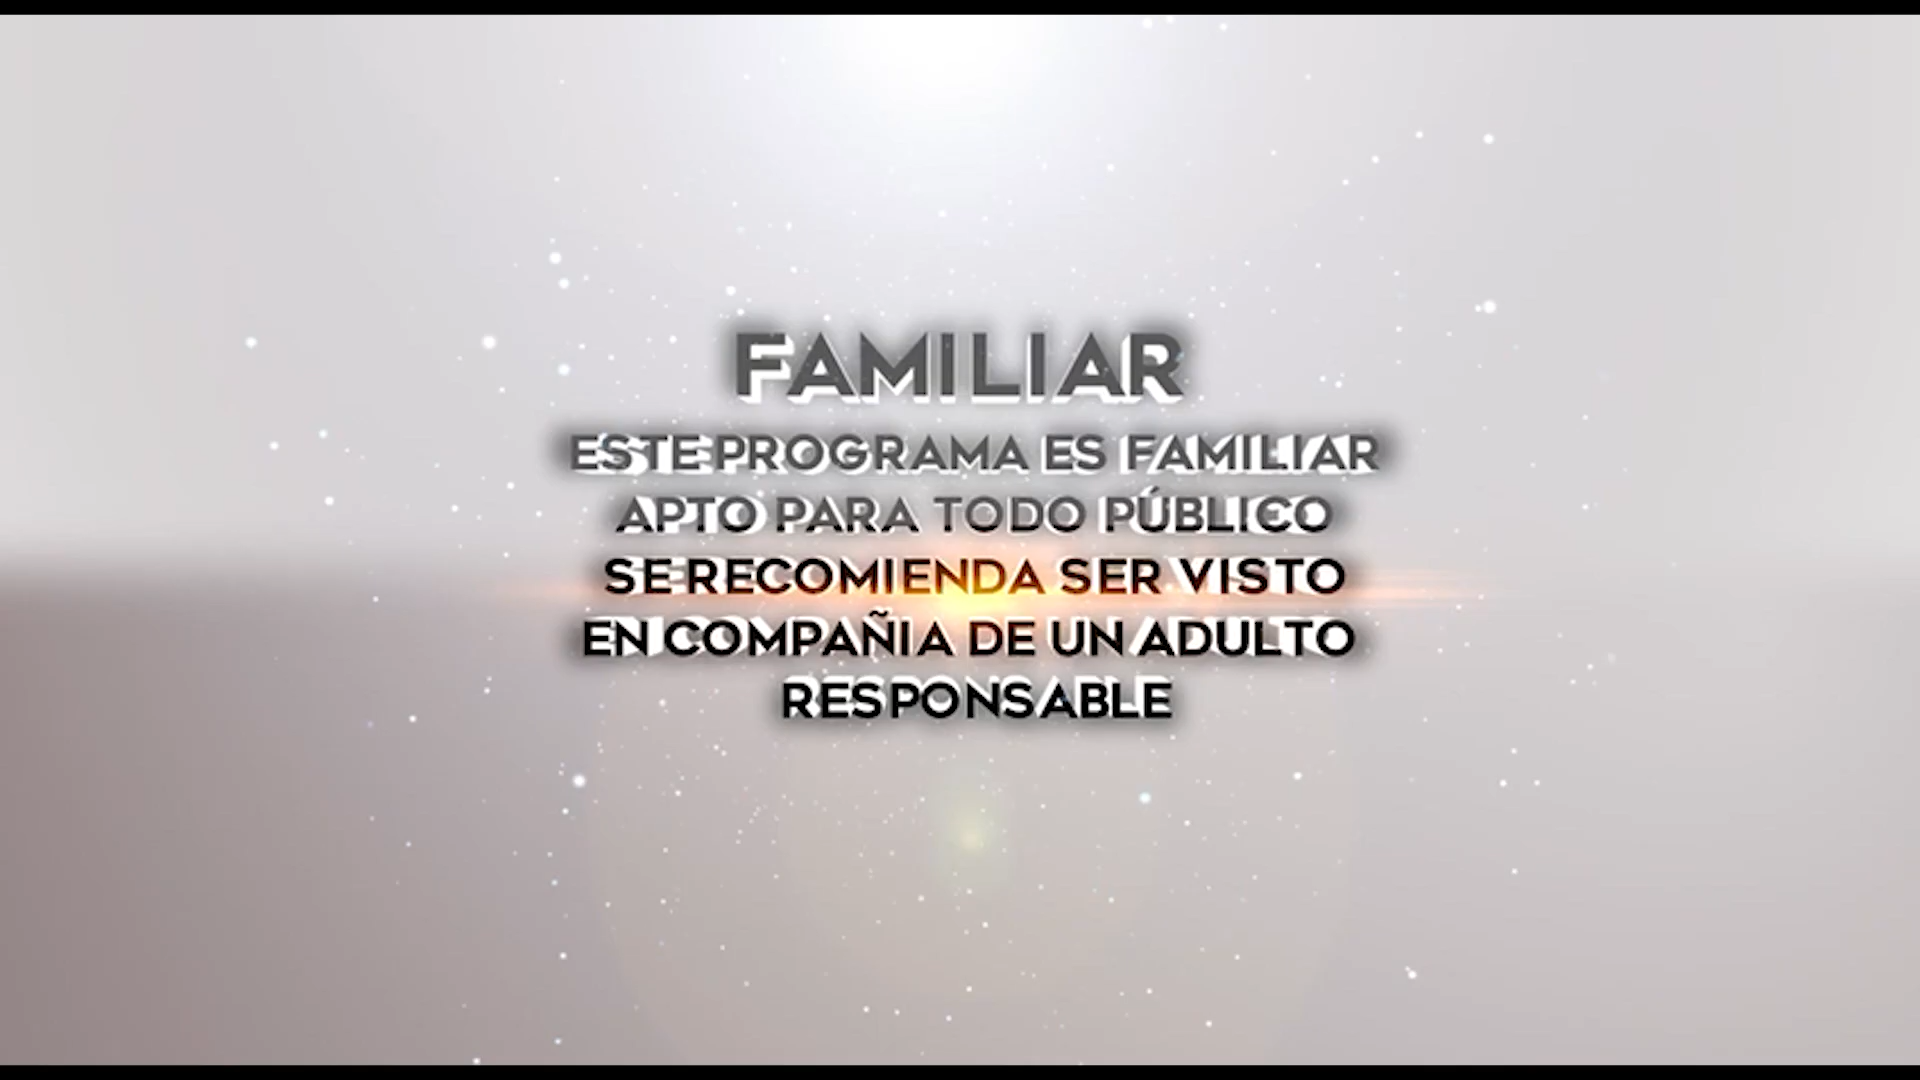 FAMILIAR
ESTE PROGRAMA ES FAMILIAR
APTO PARA TODO PÚBLICO
SE RECOMIENDA SER VISTO
EN COMPAÑIA DE UN ADULTO
RESPONSABLE